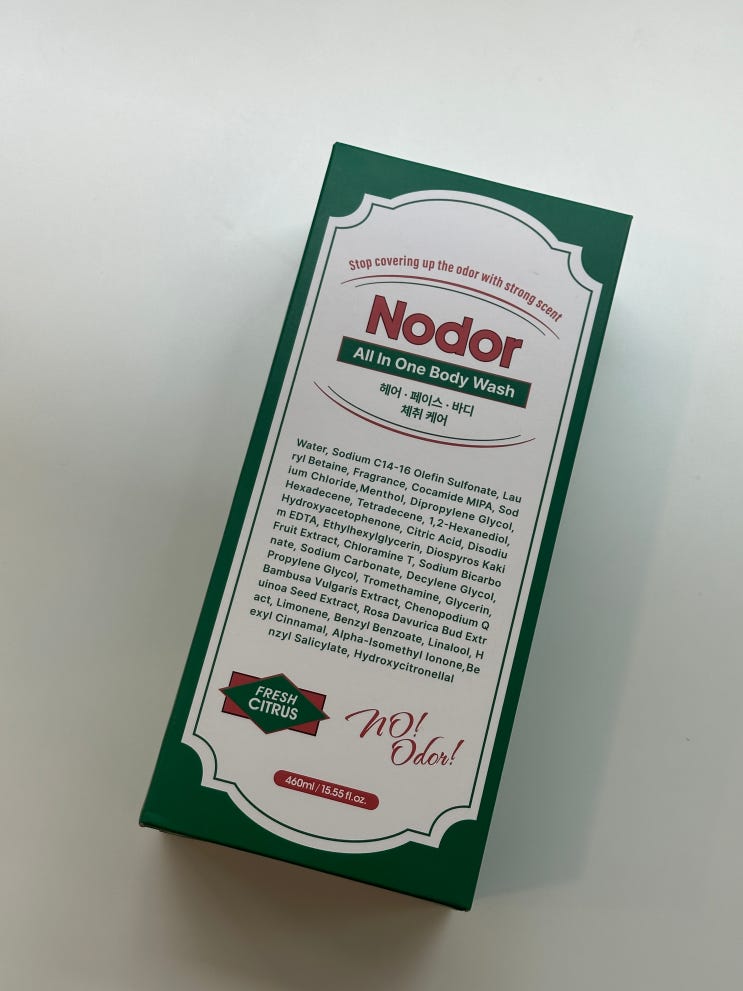 Stop covering up the odor with strong scent
Nodor
All In One Body Wash
헤어 · 페이스 · 바디
체취 케어
Water, Sodium C14-16 Olefin Sulfonate, Lau
ryl Betaine, Fragrance, Cocamide MIPA, Sod
ium Chloride,Menthol, Dipropylene Glycol,
Hexadecene, Tetradecene, 1,2-Hexanediol,
Hydroxyacetophenone, Citric Acid, Disodiu
m EDTA, Ethylhexylglycerin, Diospyros Kaki
Fruit Extract, Chloramine T, Sodium Bicarbo
nate, Sodium Carbonate, Decylene Glycol,
Propylene Glycol, Tromethamine, Glycerin,
Bambusa Vulgaris Extract, Chenopodium Q
uinoa Seed Extract, Rosa Davurica Bud Extr
act, Limonene, Benzyl Benzoate, Linalool, H
exyl Cinnamal, Alpha-Isomethyl Ionone,Be
nzyl Salicylate, Hydroxycitronellal
FRESH
CITRUS
NO!
Odor!
460ml / 15.55 fl.oz.